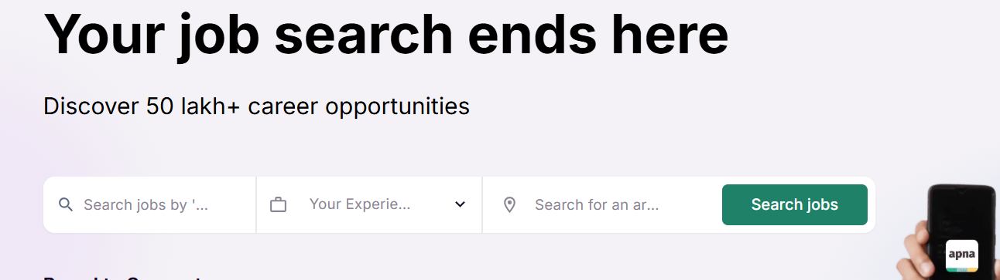 Your job search ends here
Discover 50 lakh+ career opportunities
Search jobs by '...
Your Experie...
Search for an ar...
Search jobs
apna